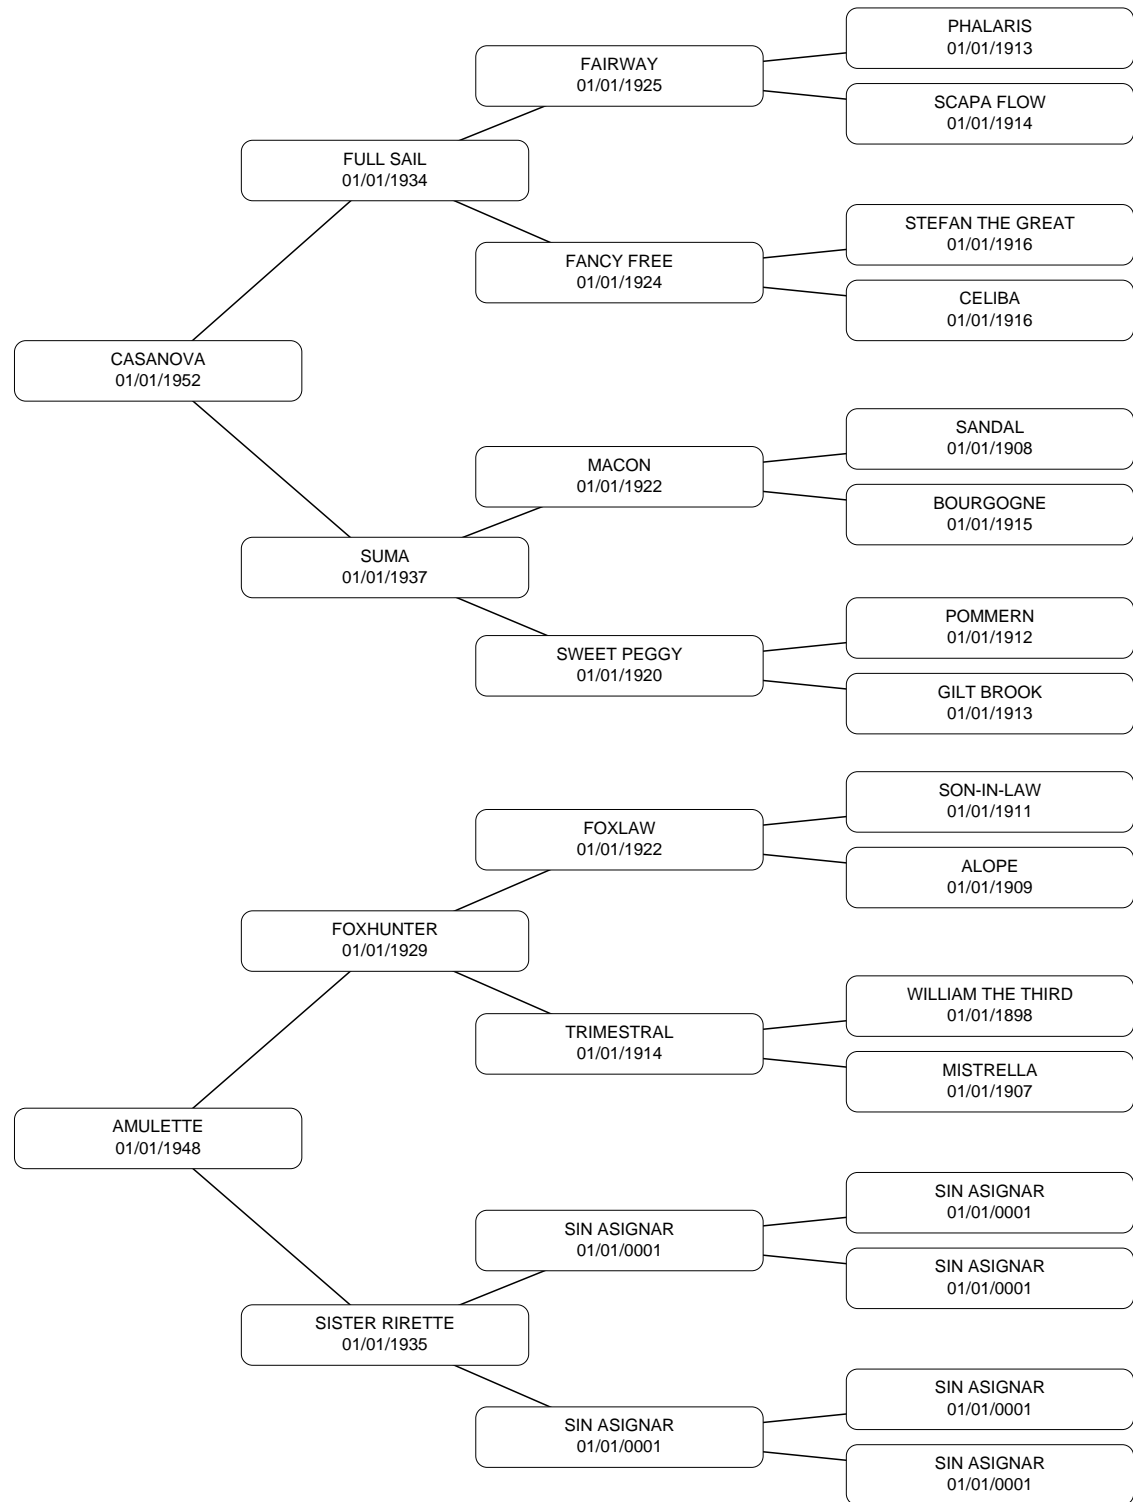 PHALARIS
01/01/1913
FAIRWAY
01/01/1925
SCAPA FLOW
01/01/1914
FULL SAIL
01/01/1934
STEFAN THE GREAT
01/01/1916
FANCY FREE
01/01/1924
CELIBA
01/01/1916
CASANOVA
01/01/1952
SANDAL
01/01/1908
MACON
01/01/1922
BOURGOGNE
01/01/1915
SUMA
01/01/1937
POMMERN
01/01/1912
SWEET PEGGY
01/01/1920
GILT BROOK
01/01/1913
SON-IN-LAW
01/01/1911
FOXLAW
01/01/1922
ALOPE
01/01/1909
FOXHUNTER
01/01/1929
WILLIAM THE THIRD
01/01/1898
TRIMESTRAL
01/01/1914
MISTRELLA
01/01/1907
AMULETTE
01/01/1948
SIN ASIGNAR
01/01/0001
SIN ASIGNAR
01/01/0001
SIN ASIGNAR
01/01/0001
SISTER RIRETTE
01/01/1935
SIN ASIGNAR
01/01/0001
SIN ASIGNAR
01/01/0001
SIN ASIGNAR
01/01/0001